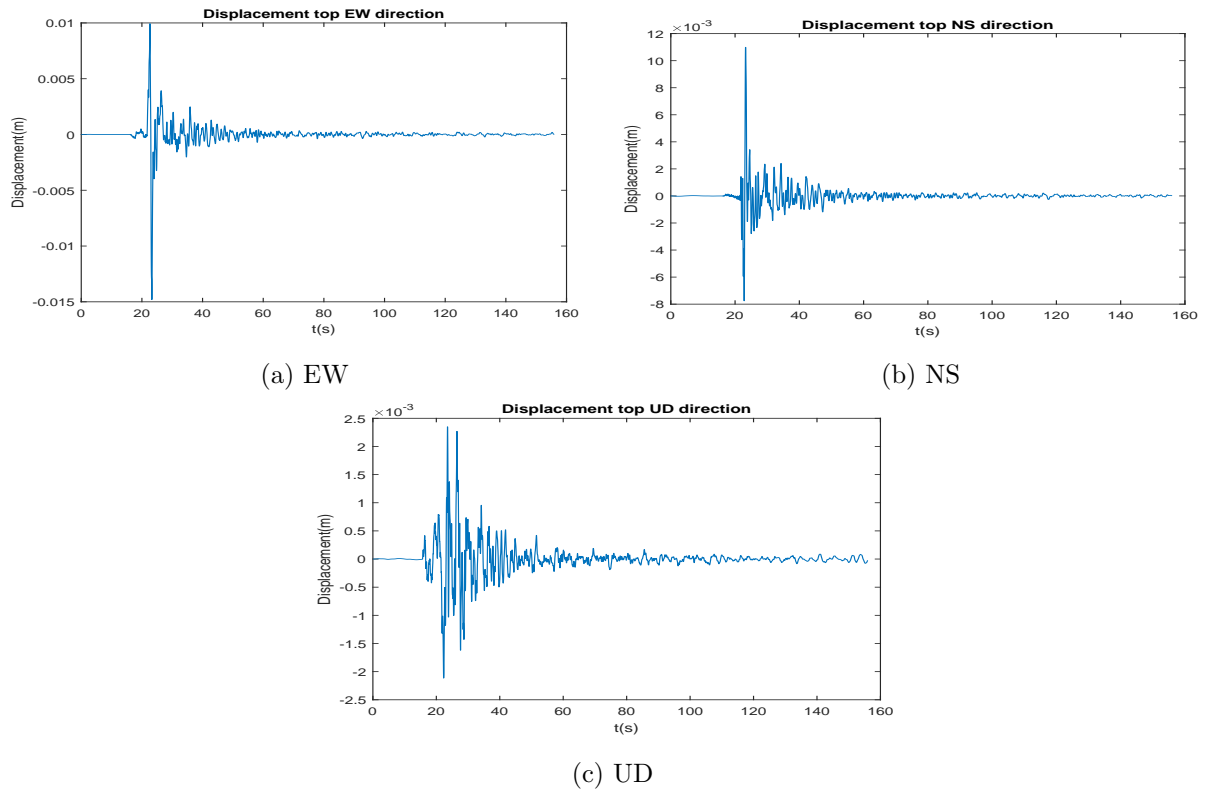 Displacement top EW direction
0.01
0.005
0
-0.005
-0.01
-0.015
Displacement(m)
0 20 40 60 80 100 120 140 160
t(s)
(a) EW
Displacement top NS direction
×10-3
12
10
8
6
4
2
0
-2
-4
-6
-8
Displacement(m)
0 20 40 60 80 100 120 140 160
t(s)
(b) NS
Displacement top UD direction
×10-3
2.5
2
1.5
1
0.5
0
-0.5
-1
-1.5
-2
-2.5
Displacement(m)
0 20 40 60 80 100 120 140 160
t(s)
(c) UD